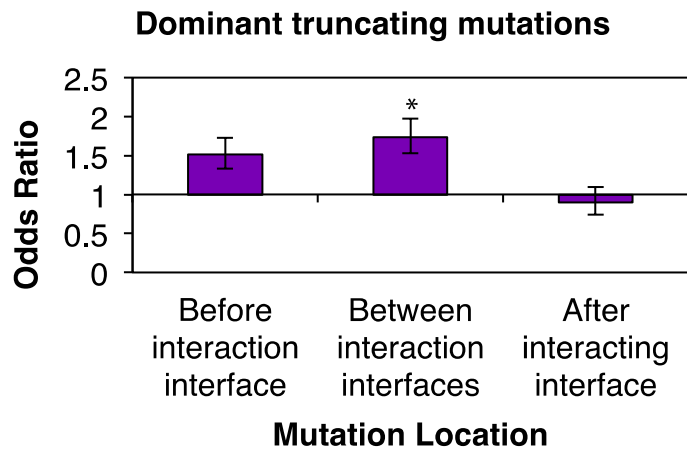 Dominant truncating mutations
Odds Ratio
2.5
2
1.5
1
0.5
0
*
Before
interaction
interface
Between
interaction
interfaces
After
interacting
interface
Mutation Location